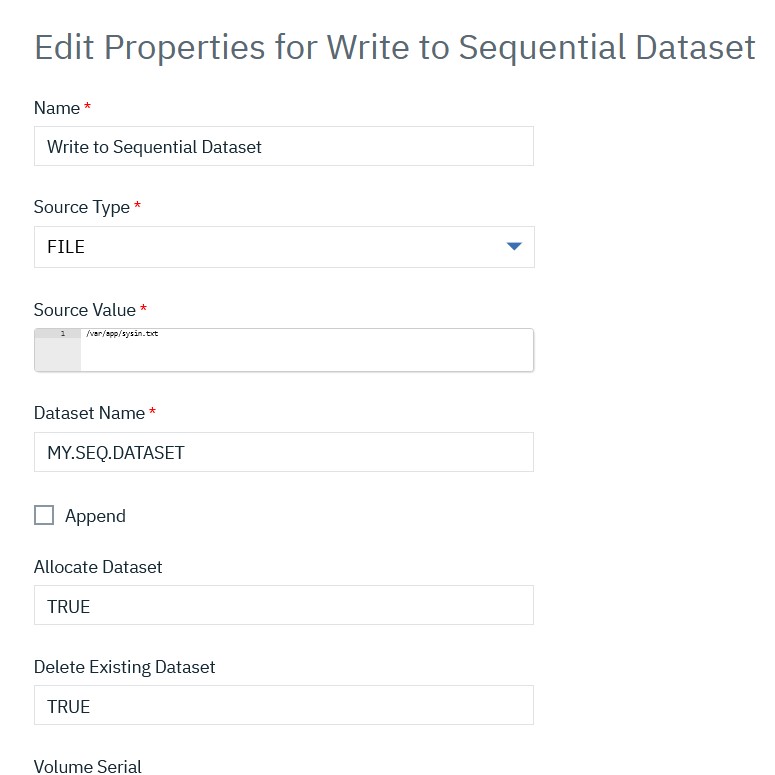 Edit Properties for Write to Sequential Dataset
Name *
Write to Sequential Dataset
Source Type *
FILE
Source Value *
1 /var/app/sysin.txt
Dataset Name *
MY.SEQ.DATASET
Append
Allocate Dataset
TRUE
Delete Existing Dataset
TRUE
Volume Serial